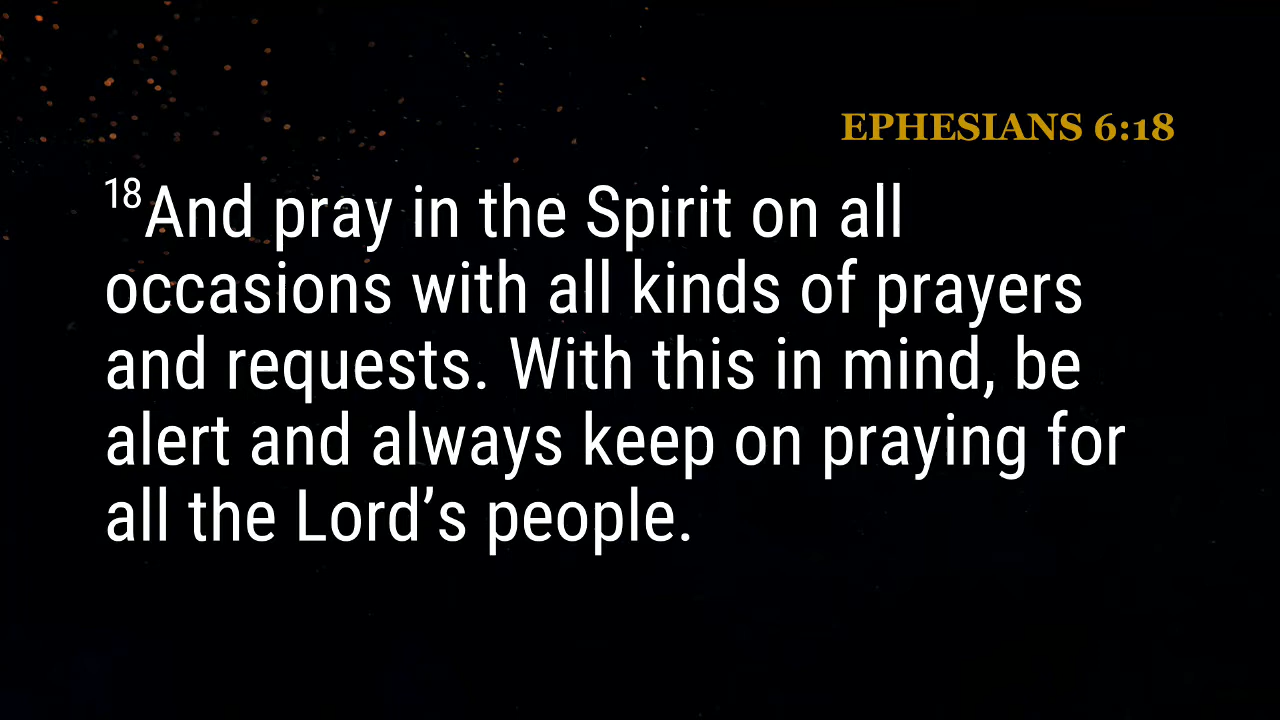 EPHESIANS 6:18
18And pray in the Spirit on all
occasions with all kinds of prayers
and requests. With this in mind, be
alert and always keep on praying for
all the Lord’s people.